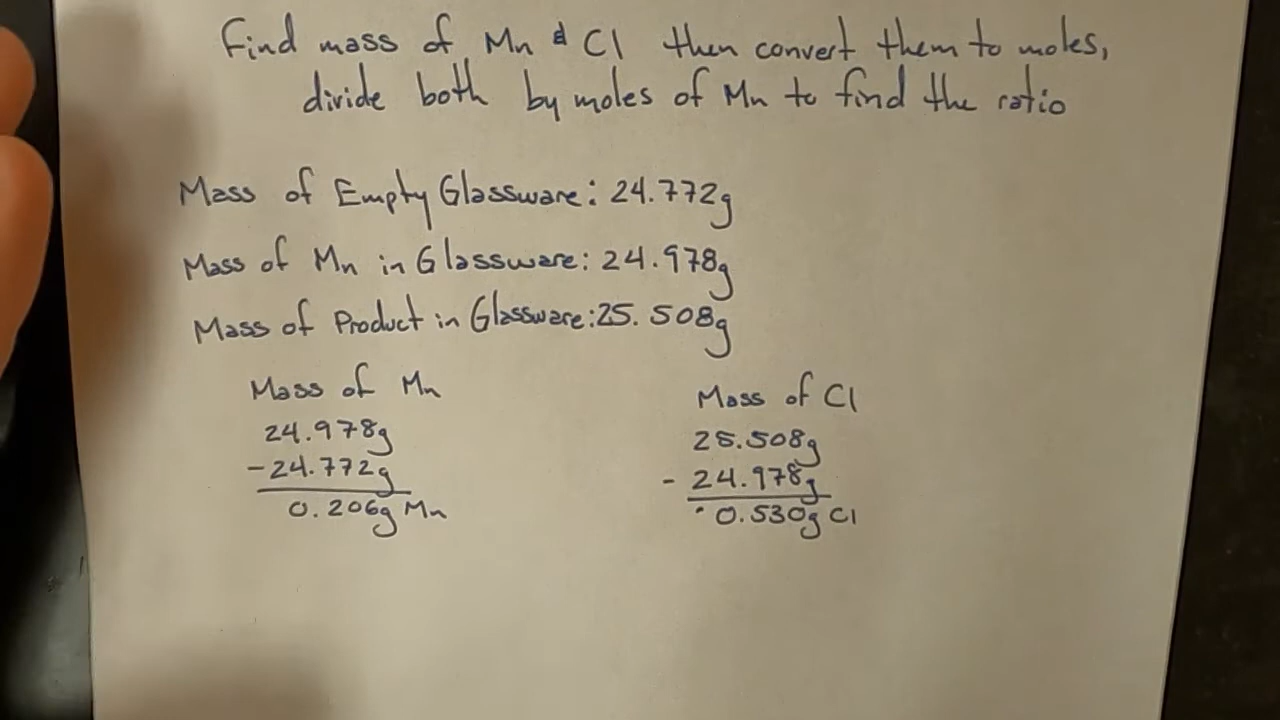 Find mass of Mn & Cl then convert them to moles,
divide both by moles of Mn to find the ratio
Mass of Empty Glassware: 24.772g
Mass of Mn in Glassware: 24.978g
Mass of Product in Glassware: 25.508g
Mass of Mn
24.978g
-24.772g
0.206g Mn
Mass of Cl
25.508g
- 24.978g
0.530g Cl